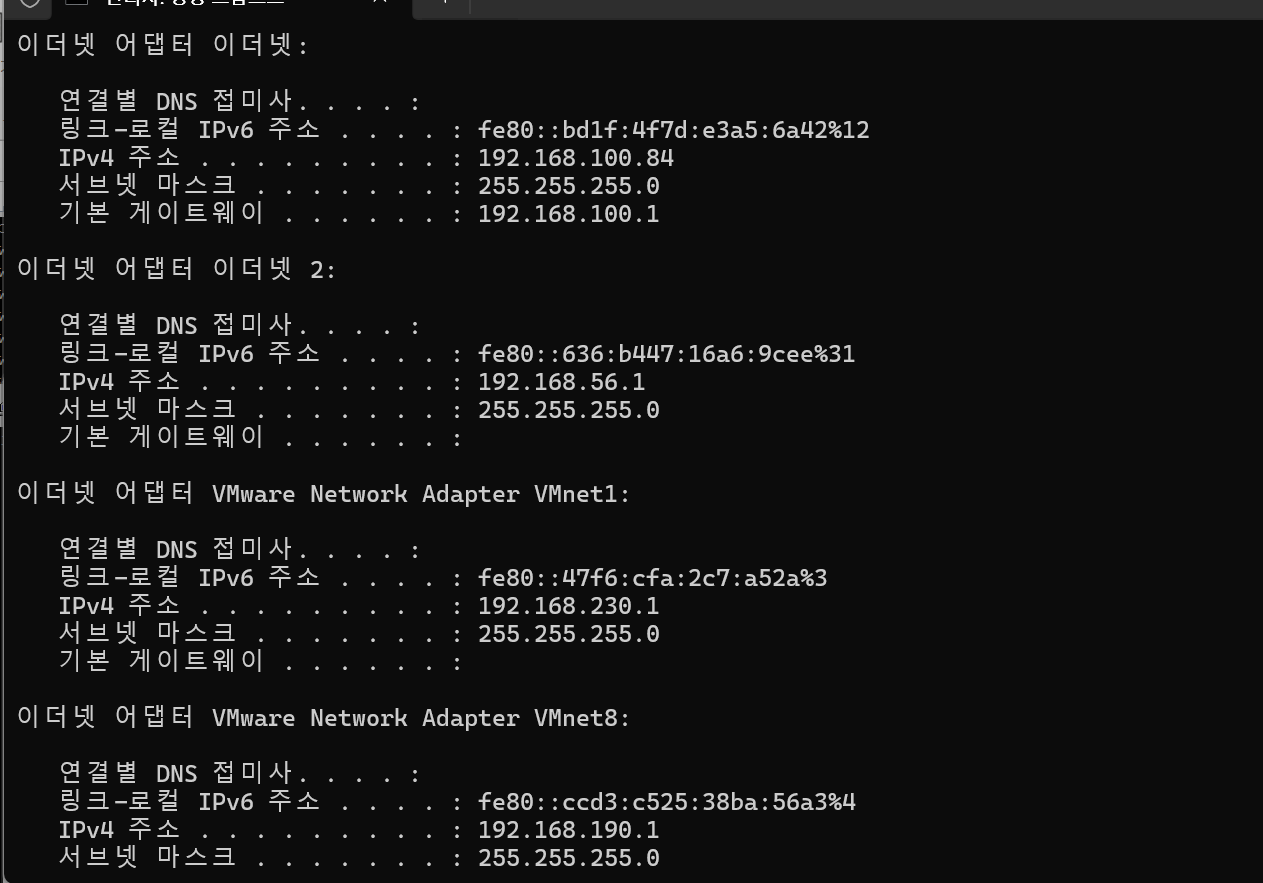 이더넷 어댑터 이더넷:
연결별 DNS 접미사. . . . :
링크-로컬 IPv6 주소 . . . . : fe80::bd1f:4f7d:e3a5:6a42%12
IPv4 주소 . . . . . . . . . : 192.168.100.84
서브넷 마스크 . . . . . . . : 255.255.255.0
기본 게이트웨이 . . . . . . : 192.168.100.1
이더넷 어댑터 이더넷 2:
연결별 DNS 접미사. . . . :
링크-로컬 IPv6 주소 . . . . : fe80::636:b447:16a6:9cee%31
IPv4 주소 . . . . . . . . . : 192.168.56.1
서브넷 마스크 . . . . . . . : 255.255.255.0
기본 게이트웨이 . . . . . . :
이더넷 어댑터 VMware Network Adapter VMnet1:
연결별 DNS 접미사. . . . :
링크-로컬 IPv6 주소 . . . . : fe80::47f6:cfa:2c7:a52a%3
IPv4 주소 . . . . . . . . . : 192.168.230.1
서브넷 마스크 . . . . . . . : 255.255.255.0
기본 게이트웨이 . . . . . . :
이더넷 어댑터 VMware Network Adapter VMnet8:
연결별 DNS 접미사. . . . :
링크-로컬 IPv6 주소 . . . . : fe80::ccd3:c525:38ba:56a3%4
IPv4 주소 . . . . . . . . . : 192.168.190.1
서브넷 마스크 . . . . . . . : 255.255.255.0